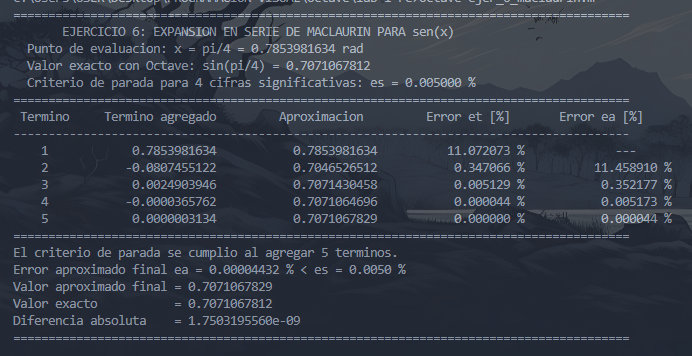 ======================================================================================
EJERCICIO 6: EXPANSION EN SERIE DE MACLAURIN PARA sen(x)
Punto de evaluacion: x = pi/4 = 0.7853981634 rad
Valor exacto con Octave: sin(pi/4) = 0.7071067812
Criterio de parada para 4 cifras significativas: es = 0.005000 %
======================================================================================
Termino Termino agregado Aproximacion Error et [%] Error ea [%]
--------------------------------------------------------------------------------------
1 0.7853981634 0.7853981634 11.072073 % ---
2 -0.0807455122 0.7046526512 0.347066 % 11.458910 %
3 0.0024903946 0.7071430458 0.005129 % 0.352177 %
4 -0.0000365762 0.7071064696 0.000044 % 0.005173 %
5 0.0000003134 0.7071067829 0.000000 % 0.000044 %
======================================================================================
El criterio de parada se cumplio al agregar 5 terminos.
Error aproximado final ea = 0.00004432 % < es = 0.0050 %
Valor aproximado final = 0.7071067829
Valor exacto = 0.7071067812
Diferencia absoluta = 1.7503195560e-09
======================================================================================